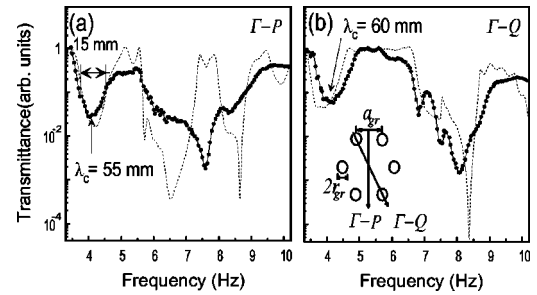 (a)
Γ−P
15 mm
λc = 55 mm
Transmittance(arb. units)
1
10-2
10-4
4 5 6 7 8 9 10
Frequency (Hz)
(b)
Γ−Q
λc = 60 mm
agr
2rgr
Γ−P
Γ−Q
4 5 6 7 8 9 10
Frequency (Hz)